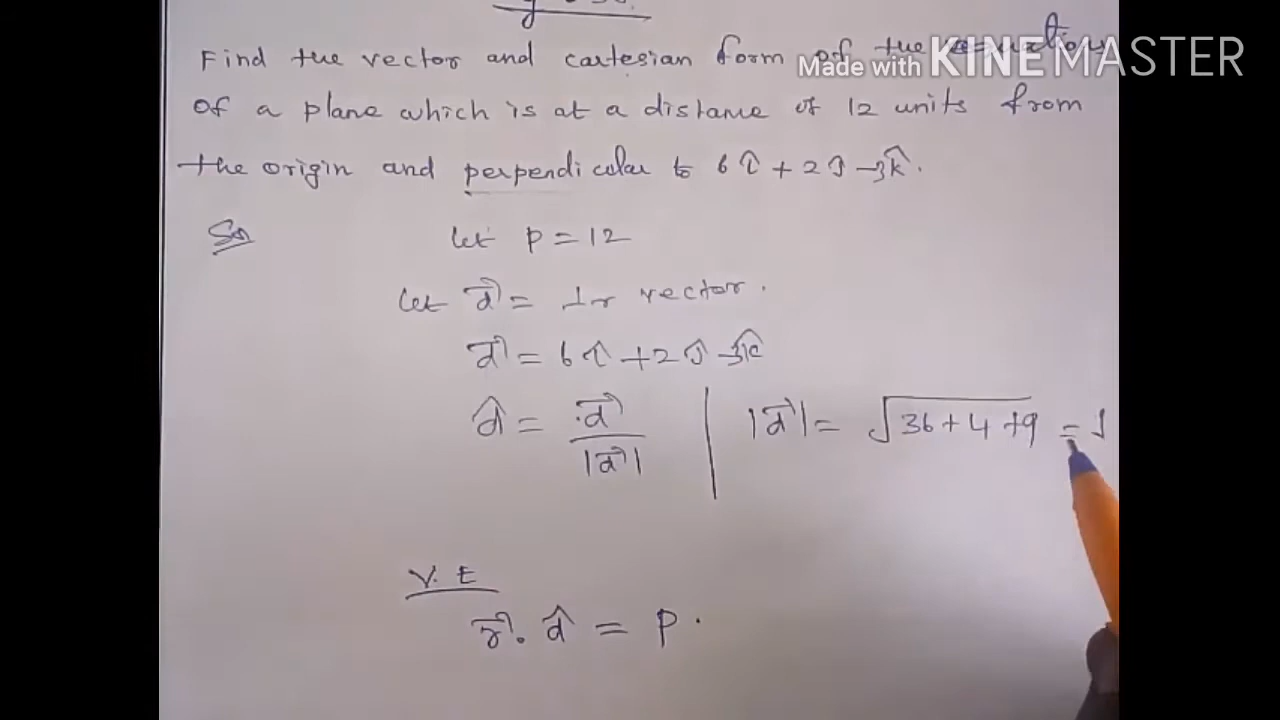 Find the vector and cartesian form of the
Made with KINEMASTER
of a plane which is at a distance of 12 units from
the origin and perpendicular to 6î + 2ĵ - 3k̂.
Sol
let p = 12
let d⃗ = ⊥r vector.
d⃗ = 6î + 2ĵ - 3k̂
d̂ = d⃗ / |d⃗| | |d⃗| = √36 + 4 + 9 = √
V. E
r⃗. d̂ = p.